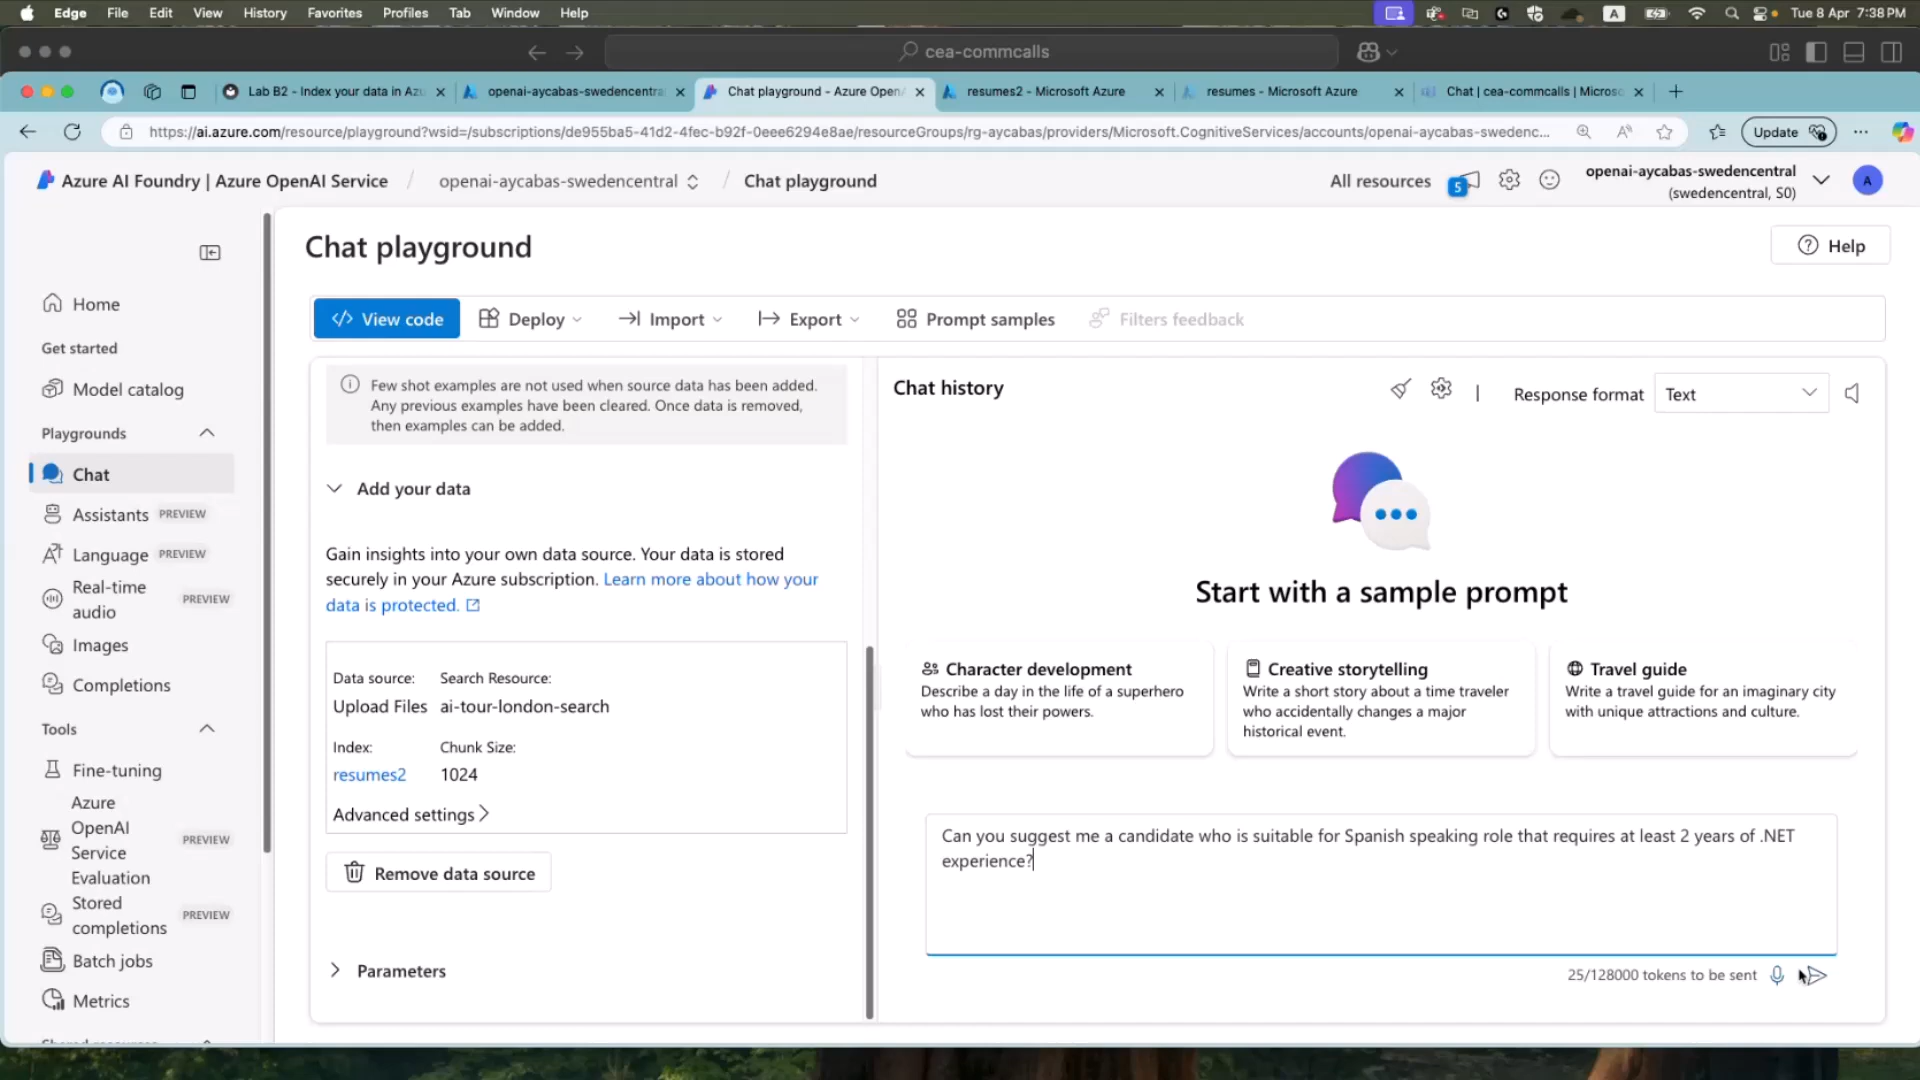 Edge File Edit View History Favorites Profiles Tab Window Help
A
Tue 8 Apr 7:38 PM
cea-commcalls
Lab B2 - Index your data in Azu
openai-aycabas-swedencentra
Chat playground - Azure OpenA
resumes2 - Microsoft Azure
resumes - Microsoft Azure
Chat | cea-commcalls | Microso
https://ai.azure.com/resource/playground?wsid=/subscriptions/de955ba5-41d2-4fec-b92f-0eee6294e8ae/resourceGroups/rg-aycabas/providers/Microsoft.CognitiveServices/accounts/openai-aycabas-swedenc...
Update
Azure AI Foundry | Azure OpenAI Service
/ openai-aycabas-swedencentral
/ Chat playground
All resources
5
openai-aycabas-swedencentral
(swedencentral, S0)
A
Chat playground
Help
Home
Get started
Model catalog
Playgrounds
Chat
Assistants PREVIEW
Language PREVIEW
Real-time
audio
PREVIEW
Images
Completions
Tools
Fine-tuning
Azure
OpenAI
Service
Evaluation
PREVIEW
Stored
completions
PREVIEW
Batch jobs
Metrics
View code
Deploy
Import
Export
Prompt samples
Filters feedback
Few shot examples are not used when source data has been added.
Any previous examples have been cleared. Once data is removed,
then examples can be added.
Add your data
Gain insights into your own data source. Your data is stored
securely in your Azure subscription. Learn more about how your
data is protected.
Data source: Search Resource:
Upload Files ai-tour-london-search
Index: Chunk Size:
resumes2 1024
Advanced settings
Remove data source
Parameters
Chat history
Response format
Text
Start with a sample prompt
Character development
Describe a day in the life of a superhero
who has lost their powers.
Creative storytelling
Write a short story about a time traveler
who accidentally changes a major
historical event.
Travel guide
Write a travel guide for an imaginary city
with unique attractions and culture.
Can you suggest me a candidate who is suitable for Spanish speaking role that requires at least 2 years of .NET
experience?
25/128000 tokens to be sent